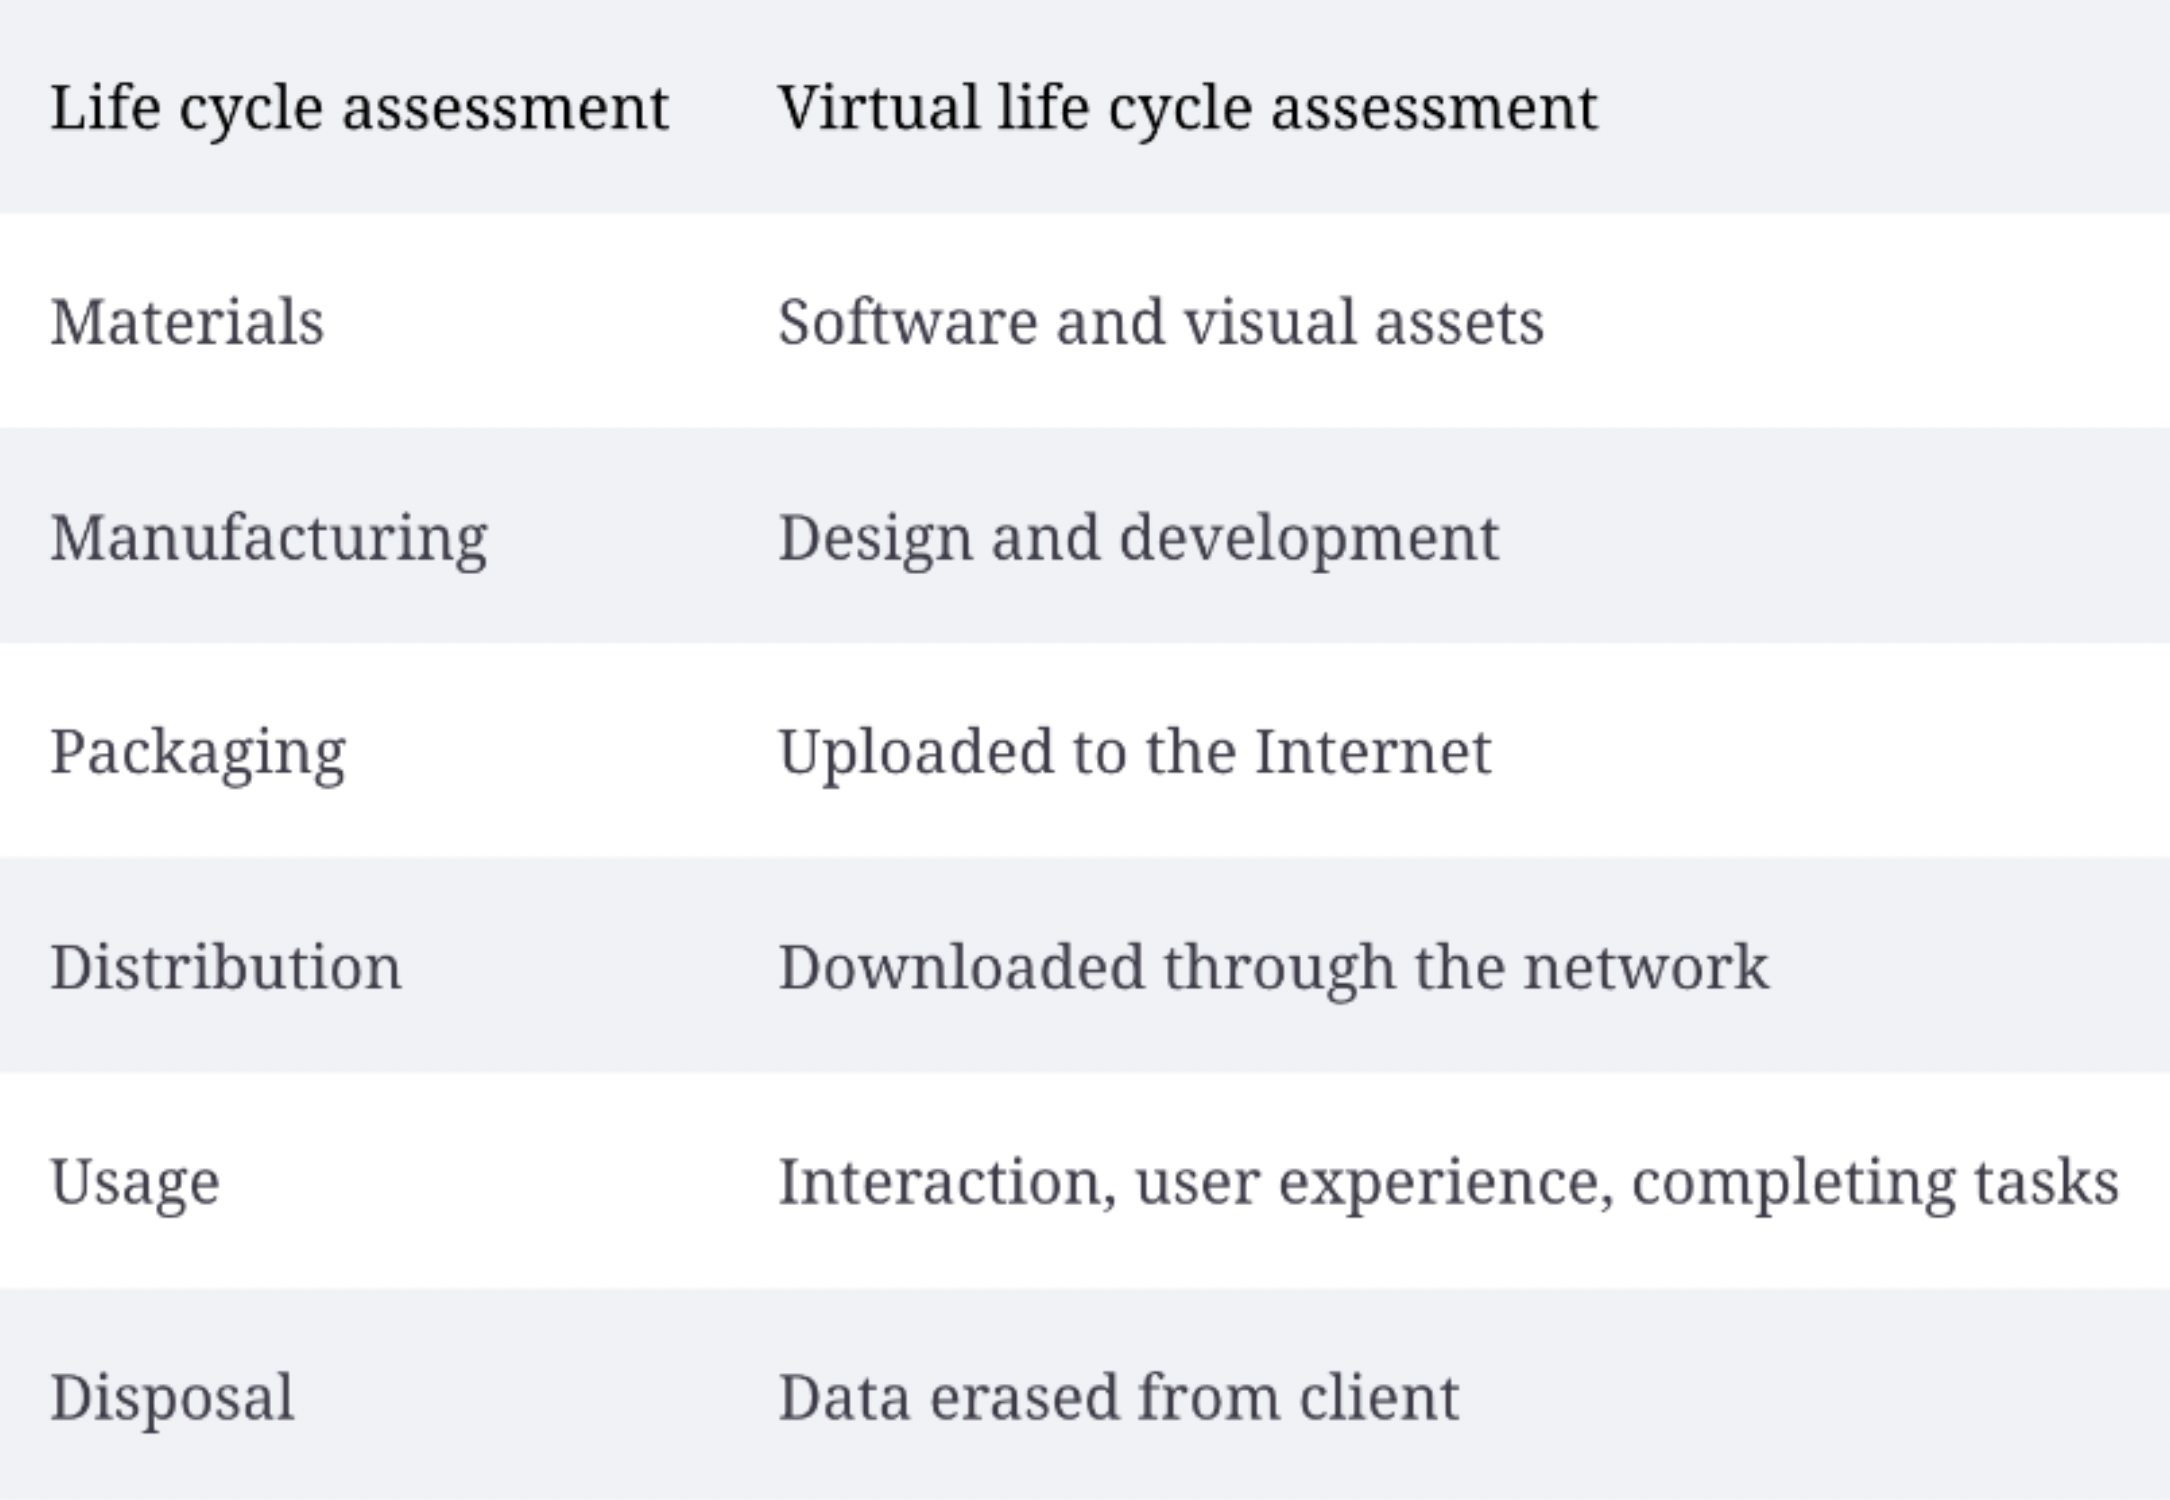 Life cycle assessment Virtual life cycle assessment
Materials Software and visual assets
Manufacturing Design and development
Packaging Uploaded to the Internet
Distribution Downloaded through the network
Usage Interaction, user experience, completing tasks
Disposal Data erased from client